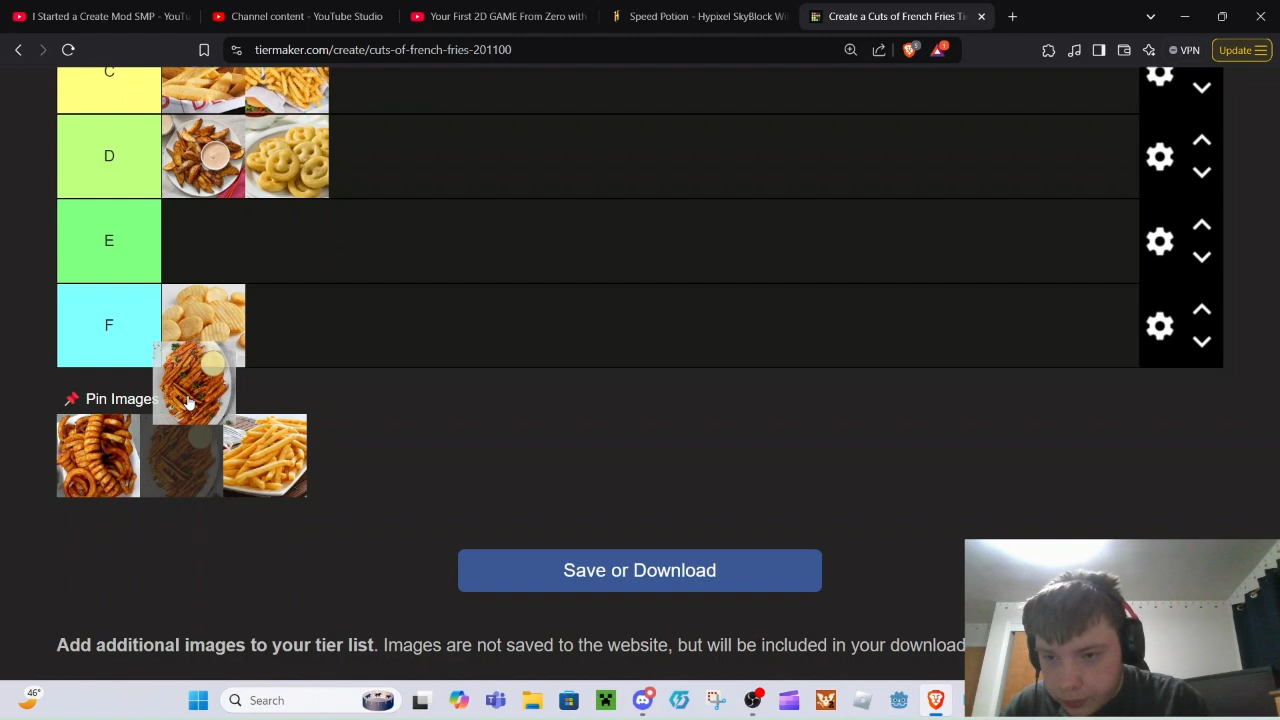 I Started a Create Mod SMP - YouTu
Channel content - YouTube Studio
Your First 2D GAME From Zero with
Speed Potion - Hypixel SkyBlock Wi
Create a Cuts of French Fries Tie
tiermaker.com/create/cuts-of-french-fries-201100
VPN
Update
C
D
E
F
Pin Images
Save or Download
Add additional images to your tier list. Images are not saved to the website, but will be included in your download
46°
Search